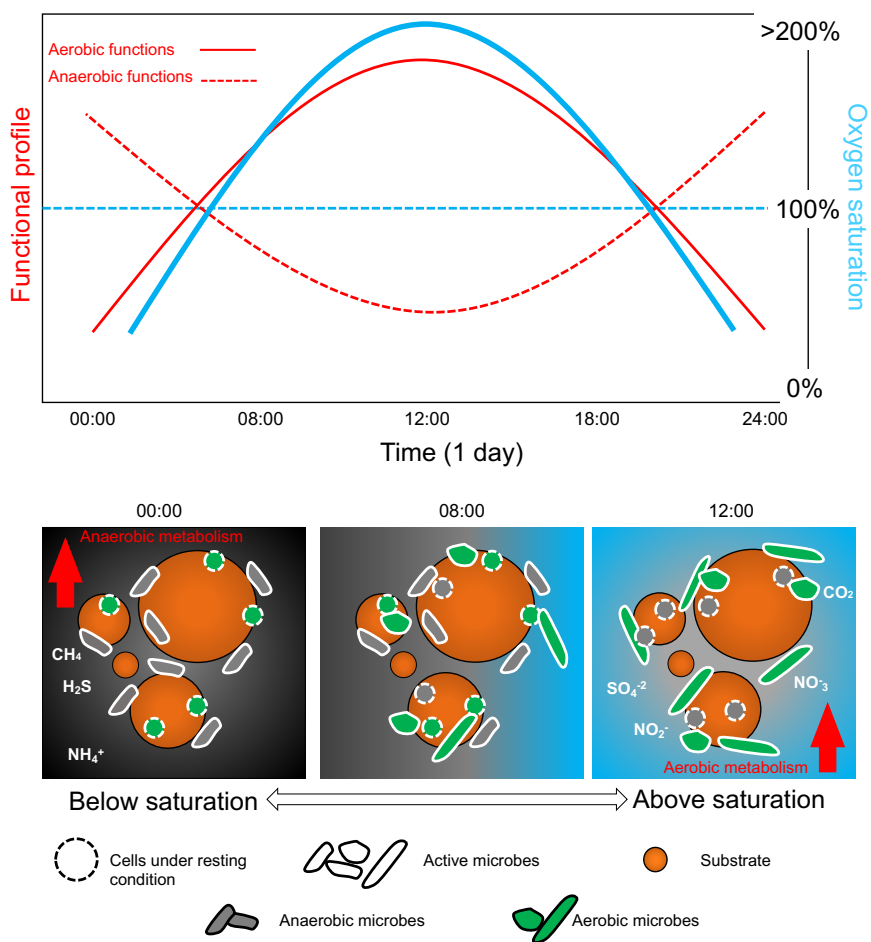 Aerobic functions
Anaerobic functions
>200%
Functional profile
Oxygen saturation
100%
0%
00:00 08:00 12:00 18:00 24:00
Time (1 day)
00:00 08:00 12:00
Anaerobic metabolism
CO₂
CH₄
H₂S
SO₄⁻²
NO⁻₃
NO₂⁻
NH₄⁺
Aerobic metabolism
Below saturation Above saturation
Cells under resting
condition
Active microbes
Substrate
Anaerobic microbes
Aerobic microbes